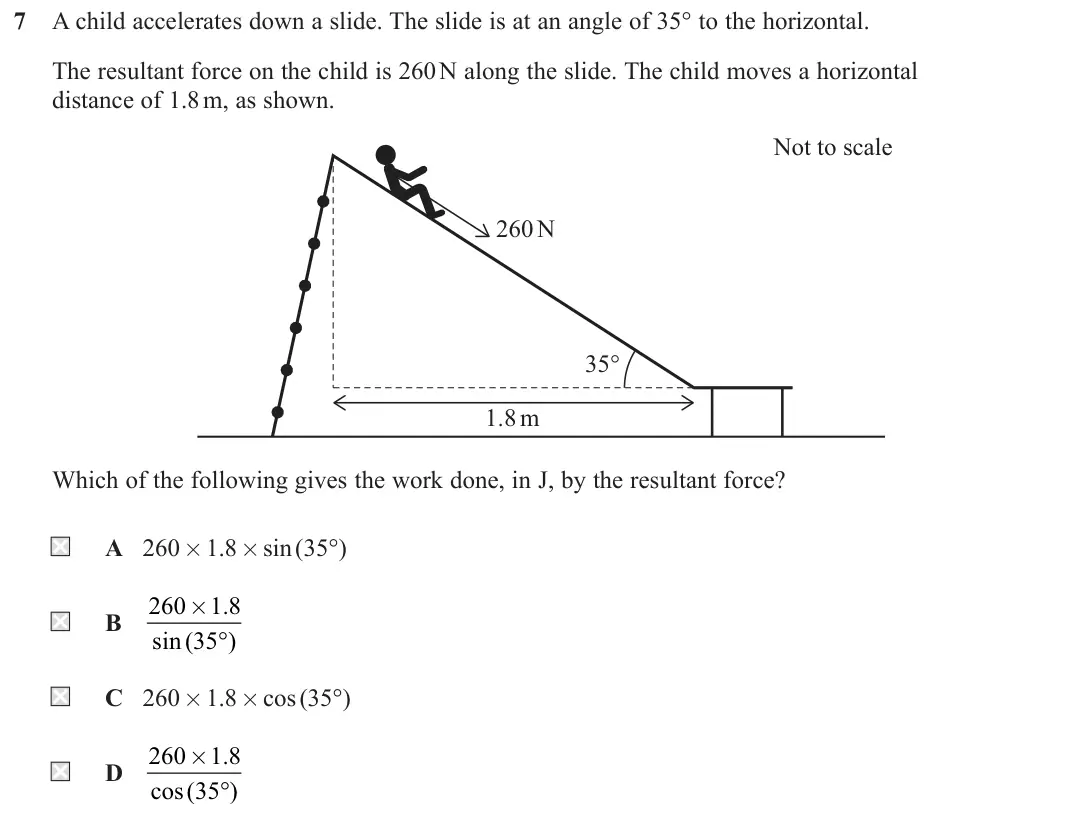 7 A child accelerates down a slide. The slide is at an angle of 35° to the horizontal.
The resultant force on the child is 260 N along the slide. The child moves a horizontal
distance of 1.8 m, as shown.
Not to scale
260 N
35°
1.8 m
Which of the following gives the work done, in J, by the resultant force?
A 260 × 1.8 × sin (35°)
B 260 × 1.8
sin (35°)
C 260 × 1.8 × cos (35°)
D 260 × 1.8
cos (35°)